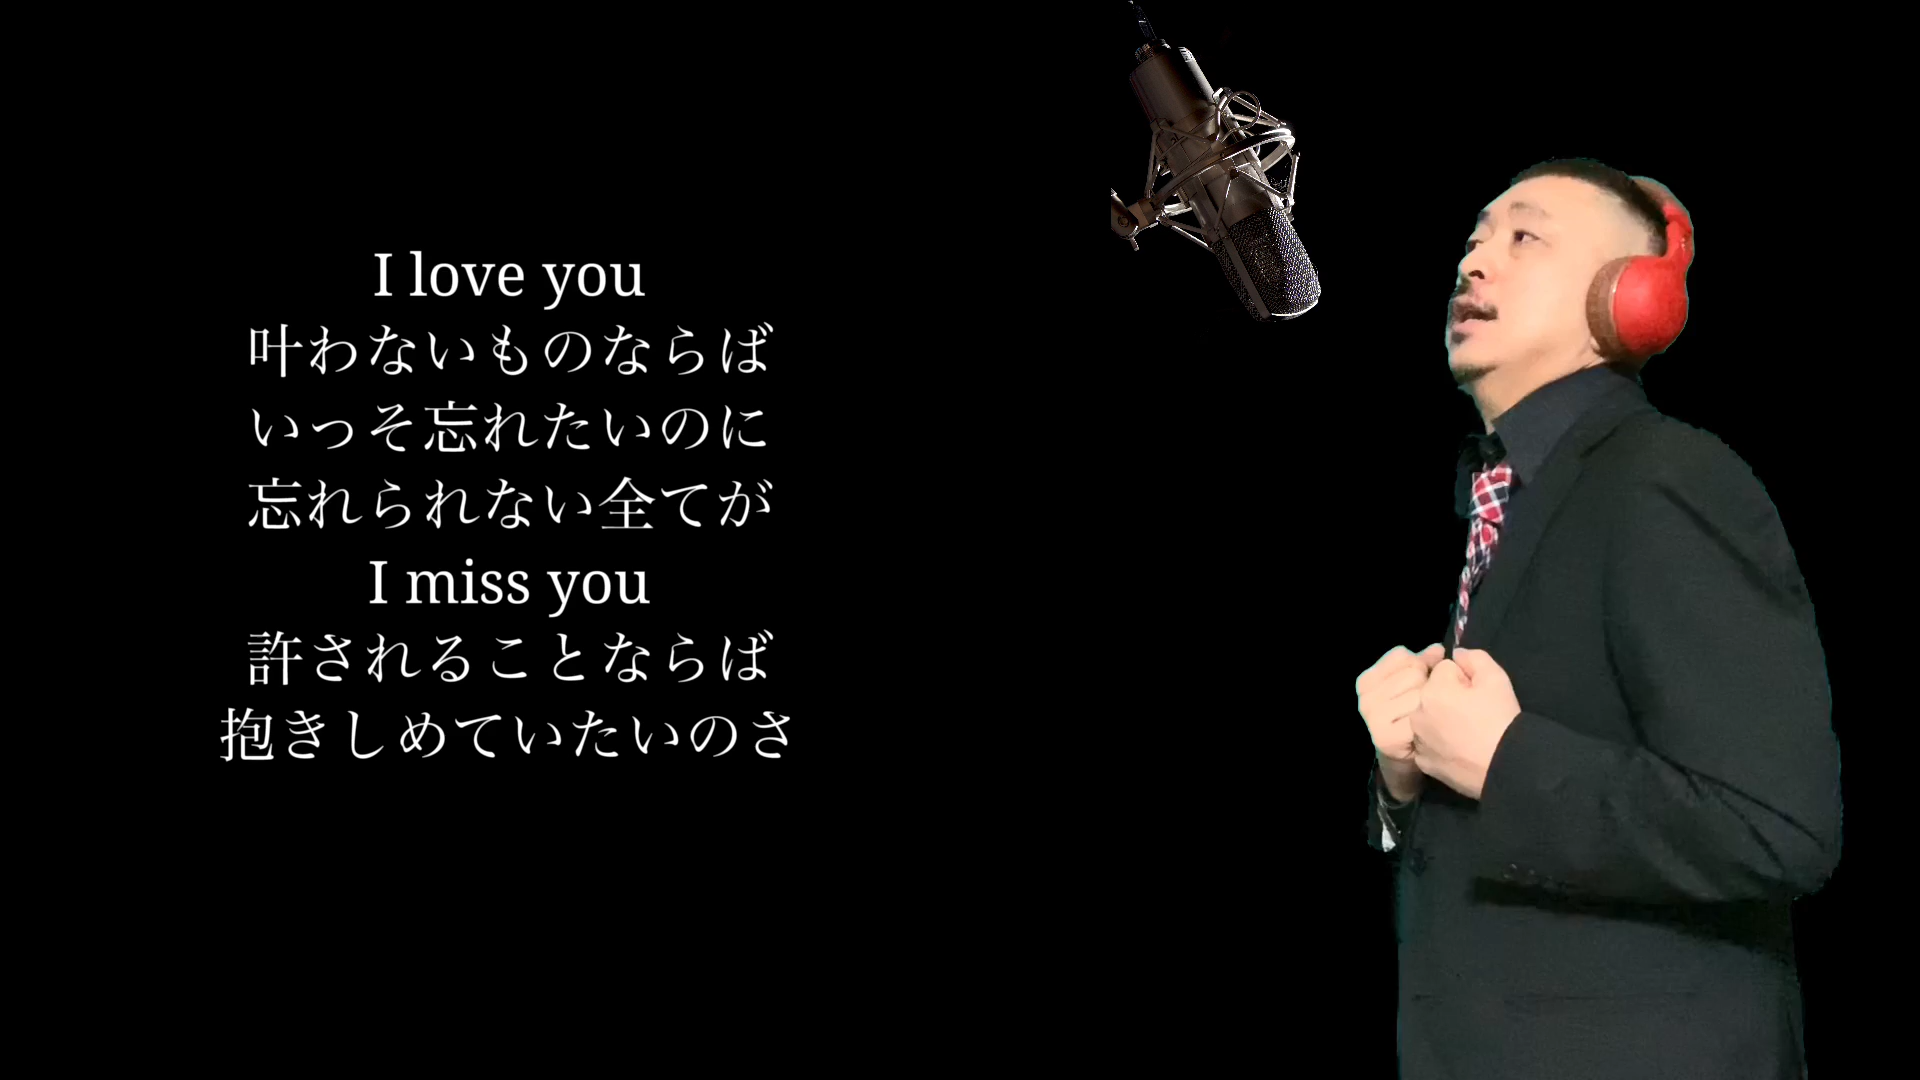 I love you
叶わないものならば
いっそ忘れたいのに
忘れられない全てが
I miss you
許されることならば
抱きしめていたいのさ